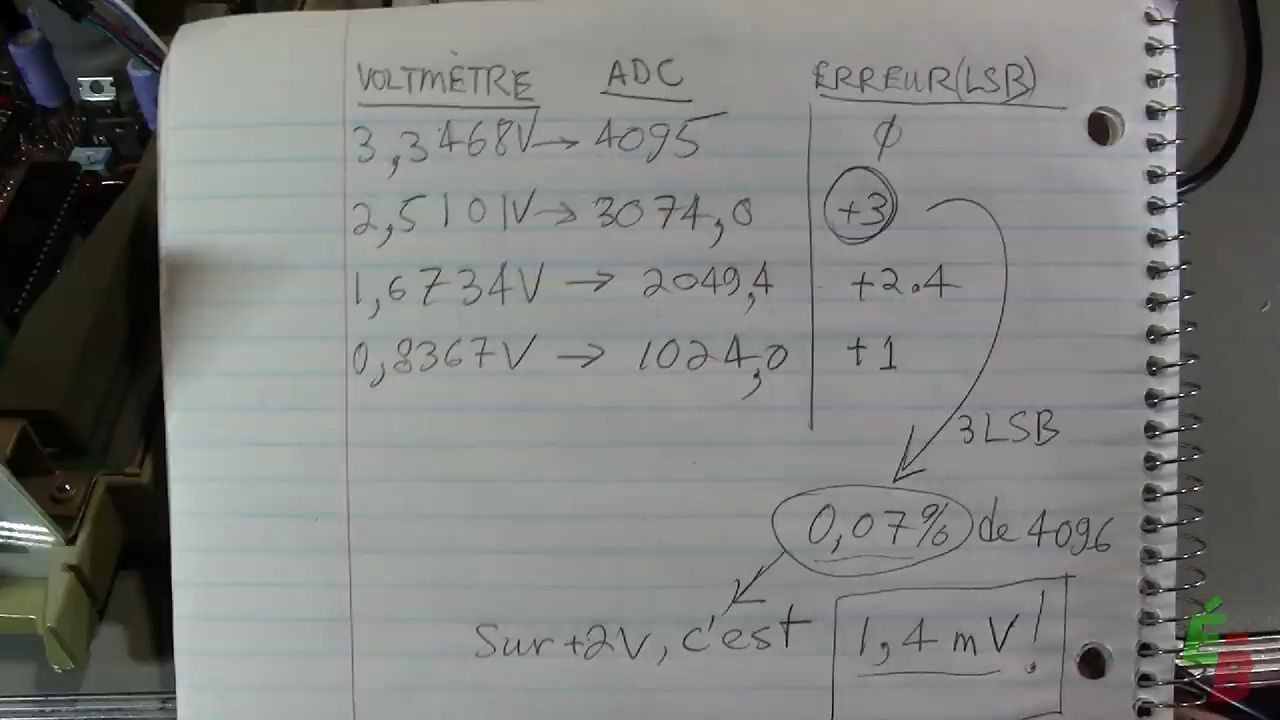 VOLTMÈTRE ADC ERREUR(LSB)
3,3468V → 4095 ϕ
2,5101V → 3074,0 +3
1,6734V → 2049,4 +2.4
0,8367V → 1024,0 +1
3LSB
0,07% de 4096
Sur +2V, c'est 1,4 mV!
ÉB